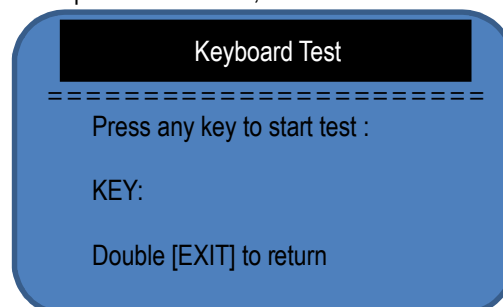 Keyboard Test
=======================
Press any key to start test :
KEY:
Double [EXIT] to return